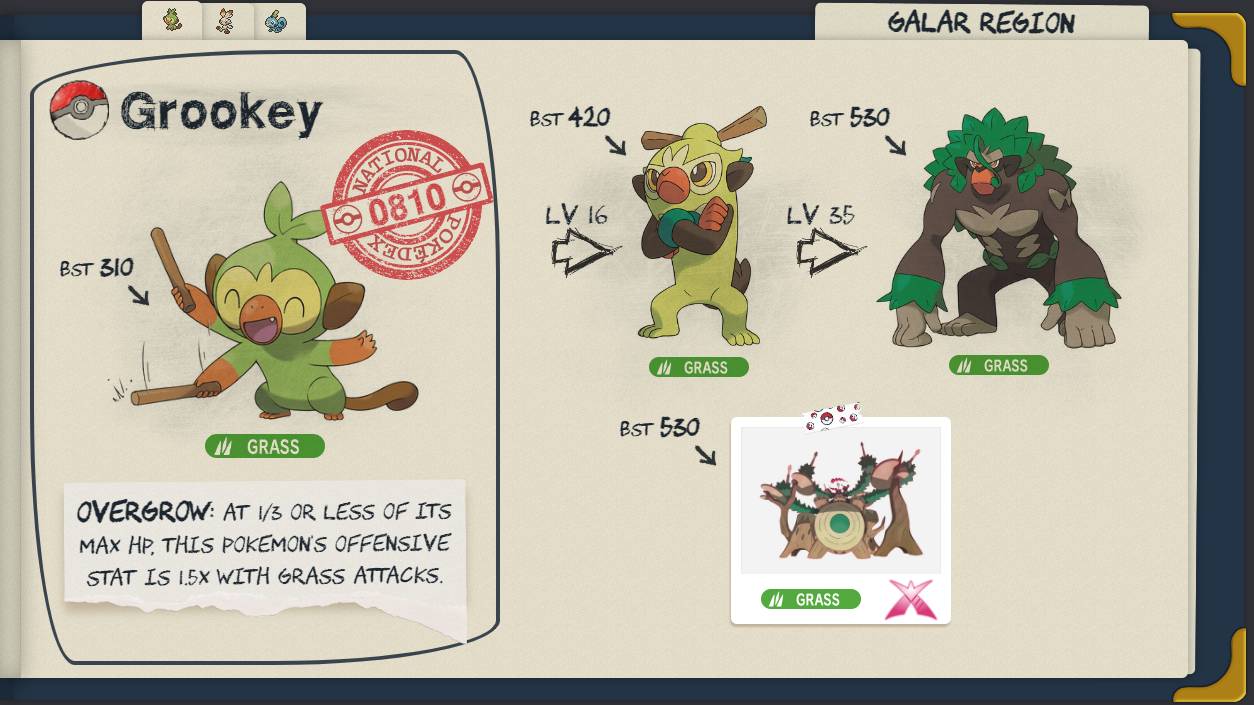 GALAR REGION
Grookey
NATIONAL
0810
POKÉDEX
BST 310
GRASS
OVERGROW: AT 1/3 OR LESS OF ITS
MAX HP, THIS POKEMON'S OFFENSIVE
STAT IS 1.5X WITH GRASS ATTACKS.
BST 420
LV 16
GRASS
BST 530
LV 35
GRASS
BST 530
GRASS